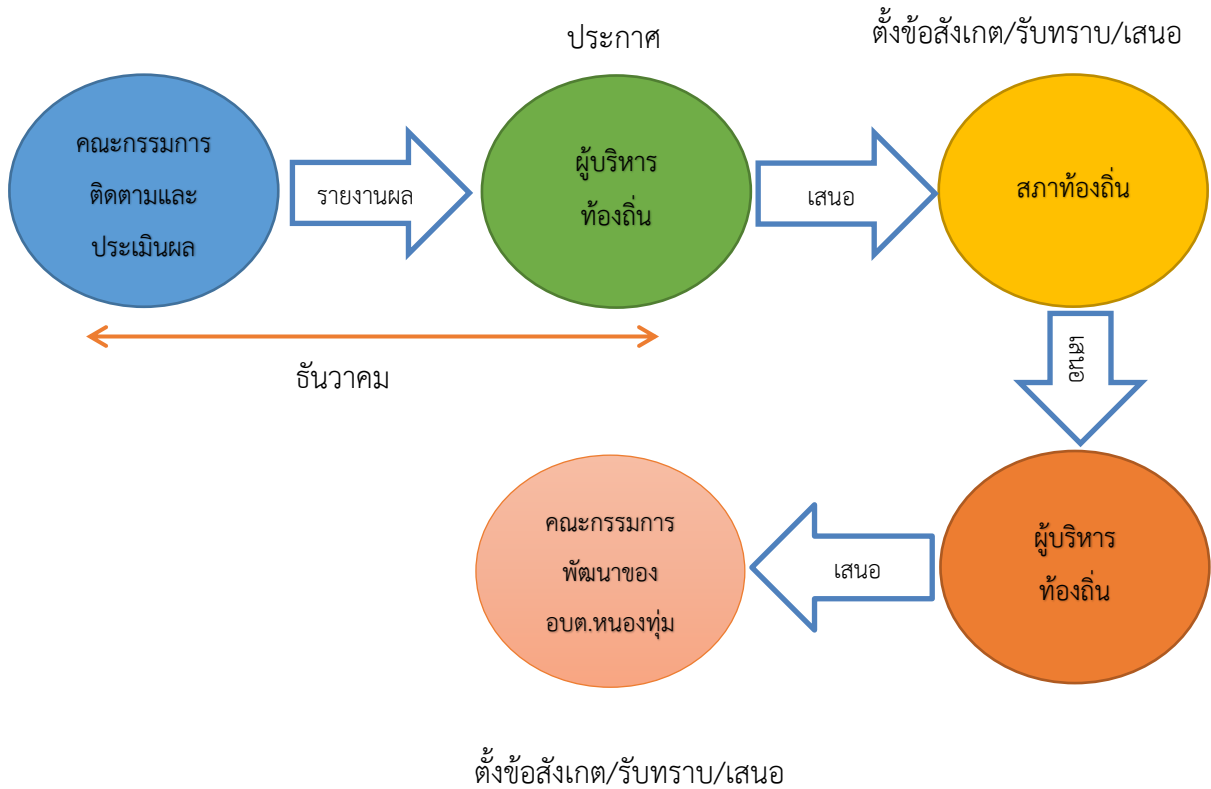 ประกาศ
ตั้งข้อสังเกต/รับทราบ/เสนอ
คณะกรรมการ
ติดตามและ
ประเมินผล
รายงานผล
ผู้บริหาร
ท้องถิ่น
เสนอ
สภาท้องถิ่น
ธันวาคม
เสนอ
ผู้บริหาร
ท้องถิ่น
เสนอ
คณะกรรมการ
พัฒนาของ
อบต.หนองทุ่ม
ตั้งข้อสังเกต/รับทราบ/เสนอ